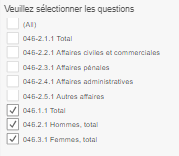 Veuillez sélectionner les questions
(All)
046-2.1.1 Total
046-2.2.1 Affaires civiles et commerciales
046-2.3.1 Affaires pénales
046-2.4.1 Affaires administratives
046-2.5.1 Autres affaires
046.1.1 Total
046.2.1 Hommes, total
046.3.1 Femmes, total